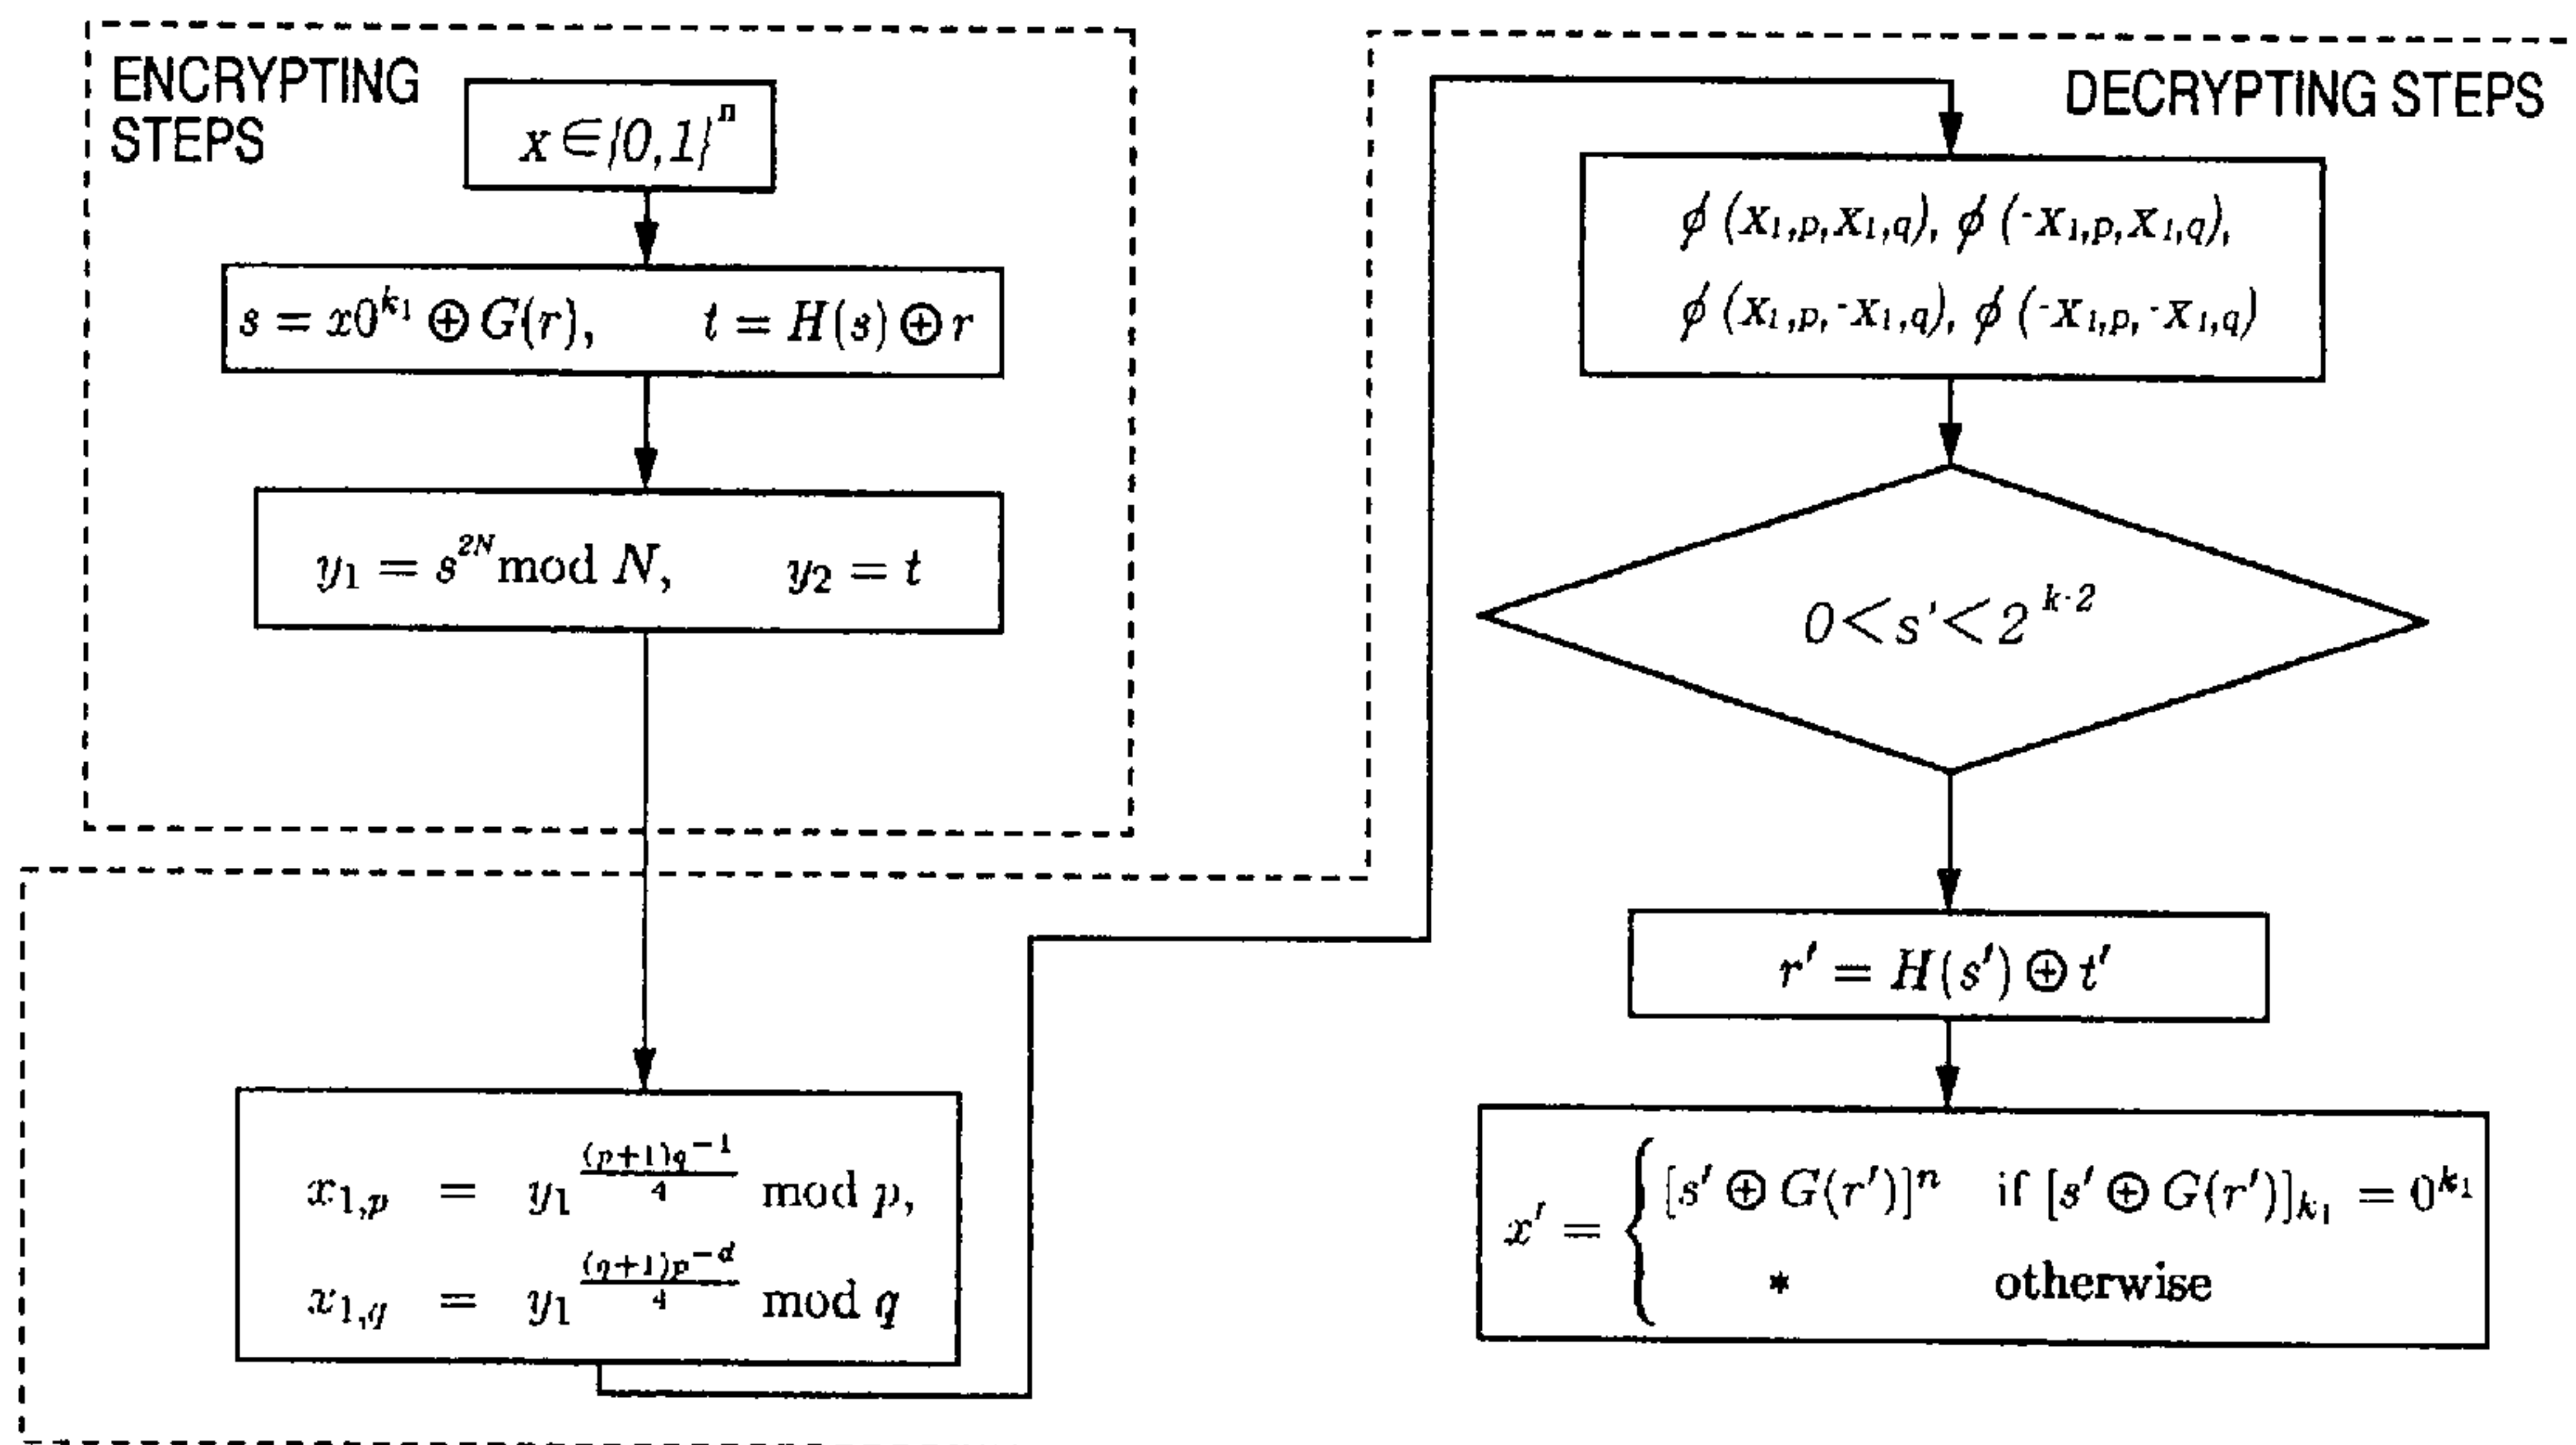 ENCRYPTING
STEPS
x ∈ {0,1}^n
s = x0^{k_1} ⊕ G(r), t = H(s) ⊕ r
y_1 = s^{2N} mod N, y_2 = t
x_{1,p} = y_1^{\frac{(p+1)q^{-1}}{4}} mod p,
x_{1,q} = y_1^{\frac{(q+1)p^{-d}}{4}} mod q
DECRYPTING STEPS
ϕ (x_{1,p}, x_{1,q}), ϕ (-x_{1,p}, x_{1,q}),
ϕ (x_{1,p}, -x_{1,q}), ϕ (-x_{1,p}, -x_{1,q})
0 < s' < 2^{k-2}
r' = H(s') ⊕ t'
x' = { [s' ⊕ G(r')]^n if [s' ⊕ G(r')]_{k_1} = 0^{k_1}
* otherwise